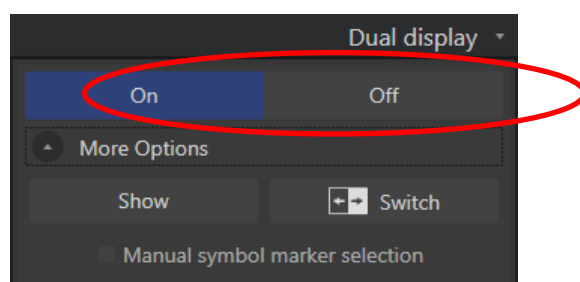 Dual display
On Off
More Options
Show Switch
Manual symbol marker selection